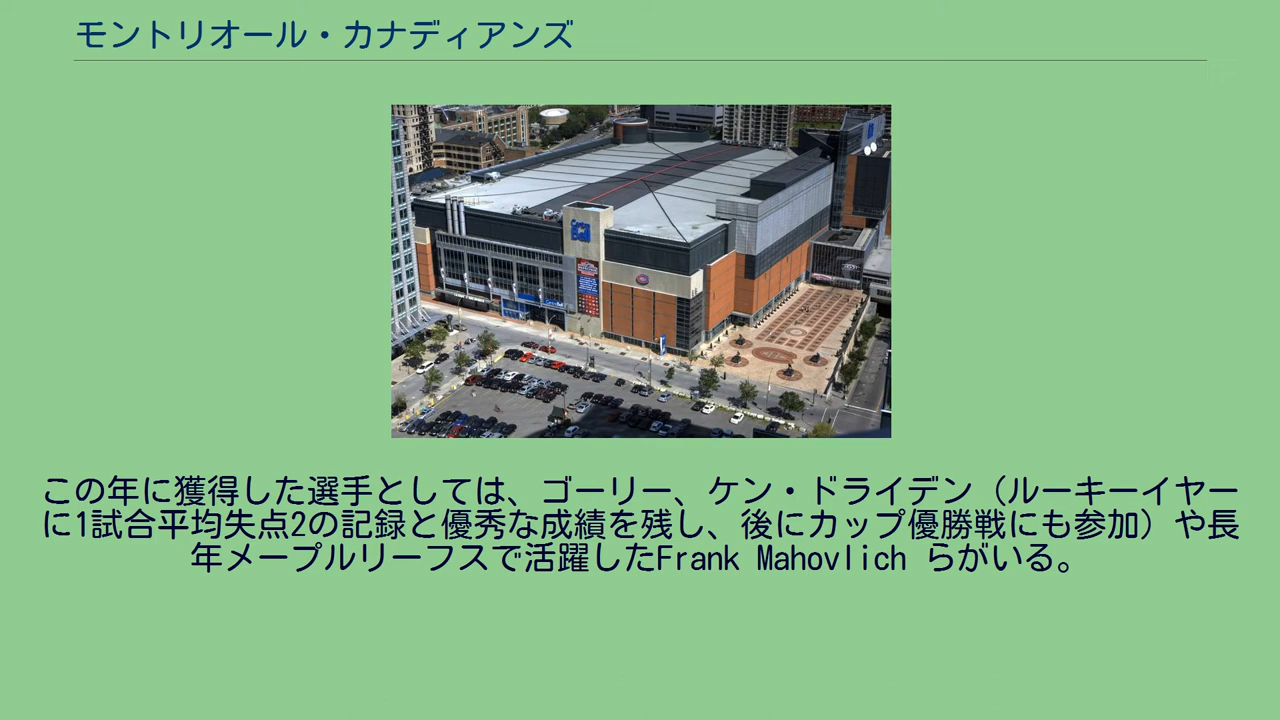 モントリオール・カナディアンズ
Bell
この年に獲得した選手としては、ゴーリー、ケン・ドライデン（ルーキーイヤー
に1試合平均失点2の記録と優秀な成績を残し、後にカップ優勝戦にも参加）や長
年メープルリーフスで活躍したFrank Mahovlich らがいる。